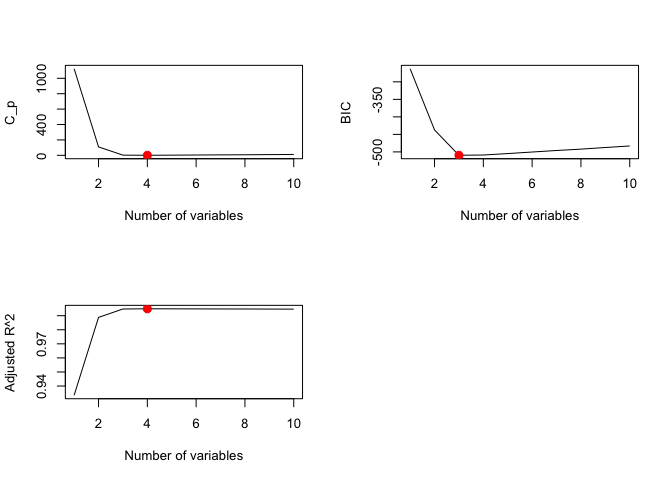 C_p
1000
400
0
2 4 6 8 10
Number of variables
BIC
-350
-500
2 4 6 8 10
Number of variables
Adjusted R^2
0.97
0.94
2 4 6 8 10
Number of variables